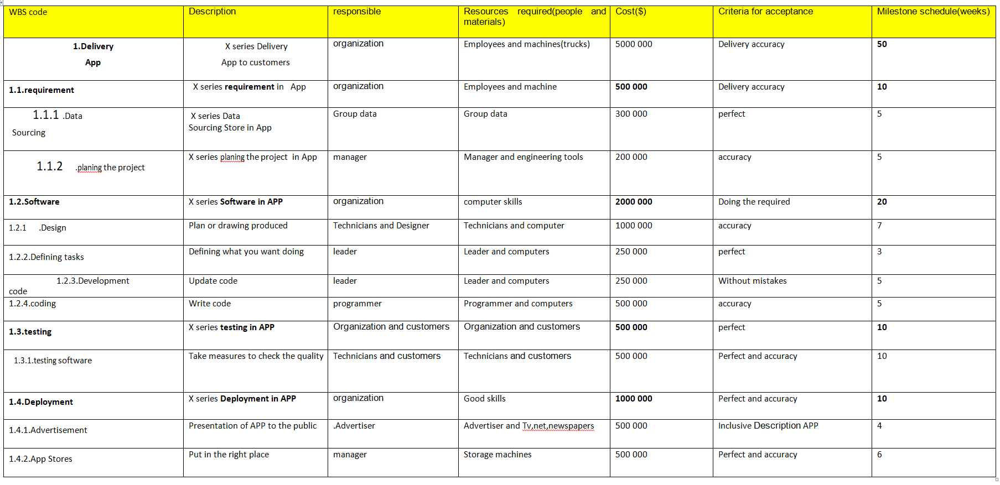 WBS code Description responsible Resources required(people and Cost($) Criteria for acceptance Milestone schedule(weeks)
materials)
1.Delivery X series Delivery organization Employees and machines(trucks) 5000 000 Delivery accuracy 50
App App to customers
1.1.requirement X series requirement in App organization Employees and machine 500 000 Delivery accuracy 10
1.1.1 .Data X series Data Group data Group data 300 000 perfect 5
Sourcing Sourcing Store in App
1.1.2 .planing the project X series planing the project in App manager Manager and engineering tools 200 000 accuracy 5
1.2.Software X series Software in APP organization computer skills 2000 000 Doing the required 20
1.2.1 .Design Plan or drawing produced Technicians and Designer Technicians and computer 1000 000 accuracy 7
1.2.2.Defining tasks Defining what you want doing leader Leader and computers 250 000 perfect 3
1.2.3.Development Update code leader Leader and computers 250 000 Without mistakes 5
code
1.2.4.coding Write code programmer Programmer and computers 500 000 accuracy 5
1.3.testing X series testing in APP Organization and customers Organization and customers 500 000 perfect 10
1.3.1.testing software Take measures to check the quality Technicians and customers Technicians and customers 500 000 Perfect and accuracy 10
1.4.Deployment X series Deployment in APP organization Good skills 1000 000 Perfect and accuracy 10
1.4.1.Advertisement Presentation of APP to the public .Advertiser Advertiser and Tv,net,newspapers 500 000 Inclusive Description APP 4
1.4.2.App Stores Put in the right place manager Storage machines 500 000 Perfect and accuracy 6